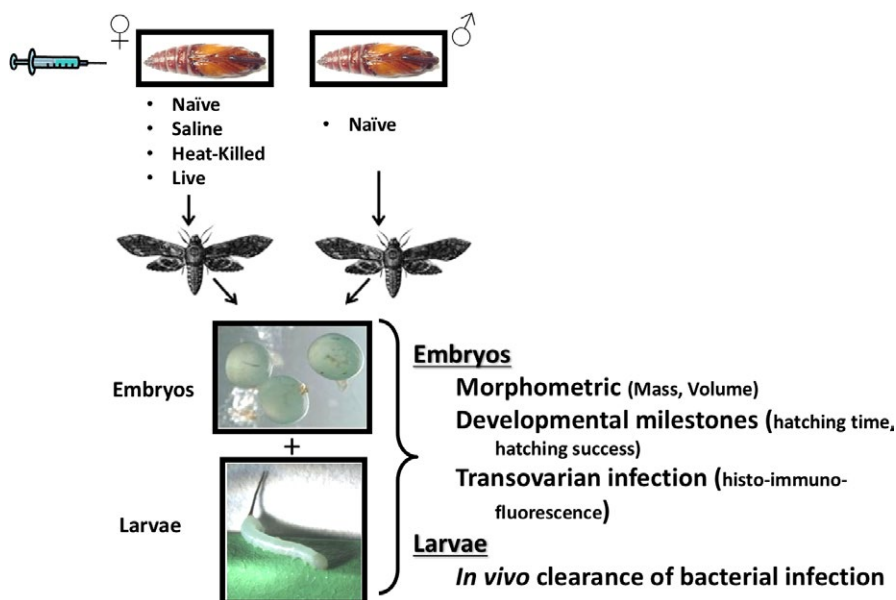 ♀
♂
• Naïve
• Saline
• Heat-Killed
• Live
• Naïve
Embryos
+
Larvae
Embryos
Morphometric (Mass, Volume)
Developmental milestones (hatching time,
hatching success)
Transovarian infection (histo-immuno-
fluorescence)
Larvae
In vivo clearance of bacterial infection